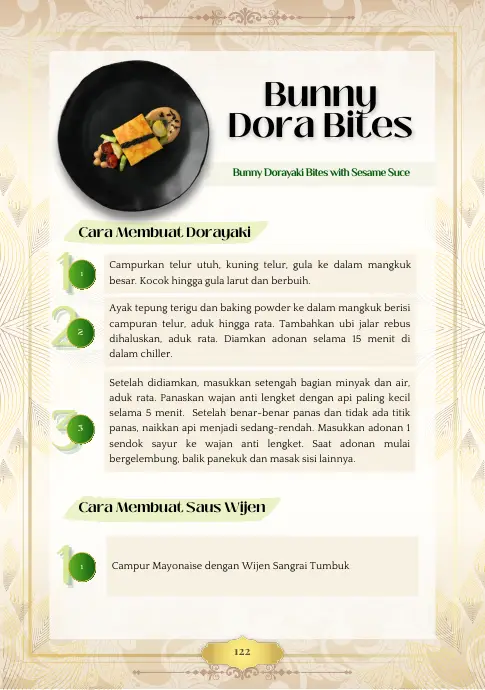 Bunny
Dora Bites
Bunny Dorayaki Bites with Sesame Suce
Cara Membuat Dorayaki
1
1
Campurkan telur utuh, kuning telur, gula ke dalam mangkuk
besar. Kocok hingga gula larut dan berbuih.
2
2
Ayak tepung terigu dan baking powder ke dalam mangkuk berisi
campuran telur, aduk hingga rata. Tambahkan ubi jalar rebus
dihaluskan, aduk rata. Diamkan adonan selama 15 menit di
dalam chiller.
3
3
Setelah didiamkan, masukkan setengah bagian minyak dan air,
aduk rata. Panaskan wajan anti lengket dengan api paling kecil
selama 5 menit. Setelah benar-benar panas dan tidak ada titik
panas, naikkan api menjadi sedang-rendah. Masukkan adonan 1
sendok sayur ke wajan anti lengket. Saat adonan mulai
bergelembung, balik panekuk dan masak sisi lainnya.
Cara Membuat Saus Wijen
1
1
Campur Mayonaise dengan Wijen Sangrai Tumbuk
122